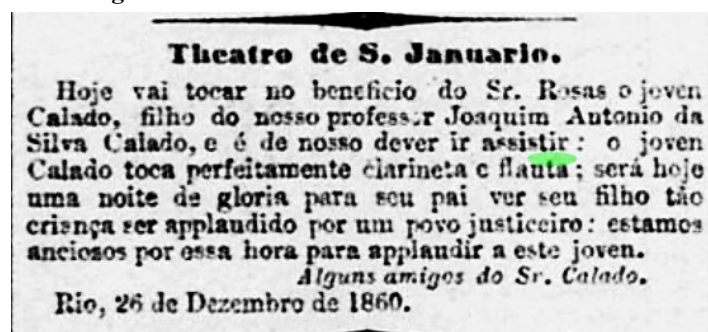 Theatro de S. Januario.
Hoje vai tocar no beneficio do Sr. Rosas o joven
Calado, filho do nosso professor Joaquim Antonio da
Silva Calado, e é de nosso dever ir assistir: o joven
Calado toca perfeitamente clarineta e flauta; será hoje
uma noite de gloria para seu pai ver seu filho tão
criança ser applaudido por um povo justiceiro: estamos
anciosos por essa hora para applaudir a este joven.
Alguns amigos do Sr. Calado.
Rio, 26 de Dezembro de 1860.